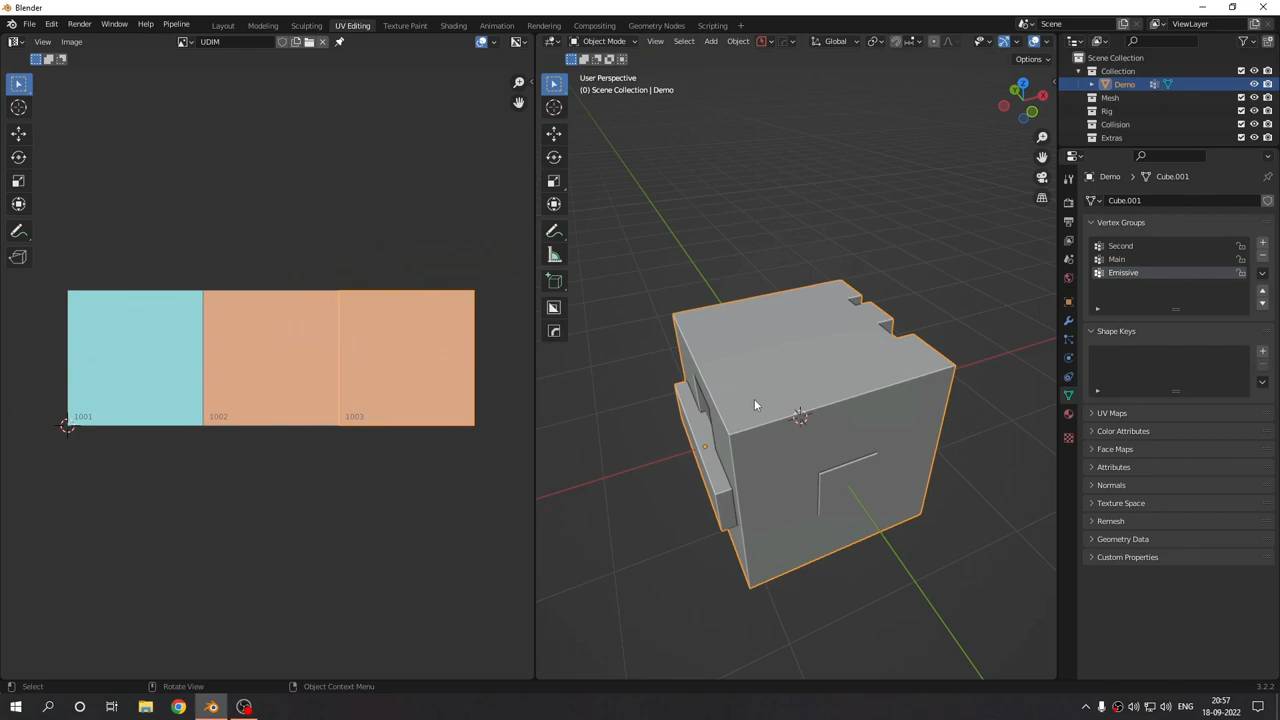 Blender
File Edit Render Window Help Pipeline Layout Modeling Sculpting UV Editing Texture Paint Shading Animation Rendering Compositing Geometry Nodes Scripting Scene ViewLayer
View Image UDIM Object Mode View Select Add Object Global
Options
Scene Collection
Collection
Demo
Mesh
Rig
Collision
Extras
User Perspective
(0) Scene Collection | Demo
Z
Y
X
1001 1002 1003
Demo Cube.001
Cube.001
Vertex Groups
Second
Main
Emissive
Shape Keys
UV Maps
Color Attributes
Face Maps
Attributes
Normals
Texture Space
Remesh
Geometry Data
Custom Properties
Select Rotate View Object Context Menu 3.2.2
ENG
20:57
18-09-2022